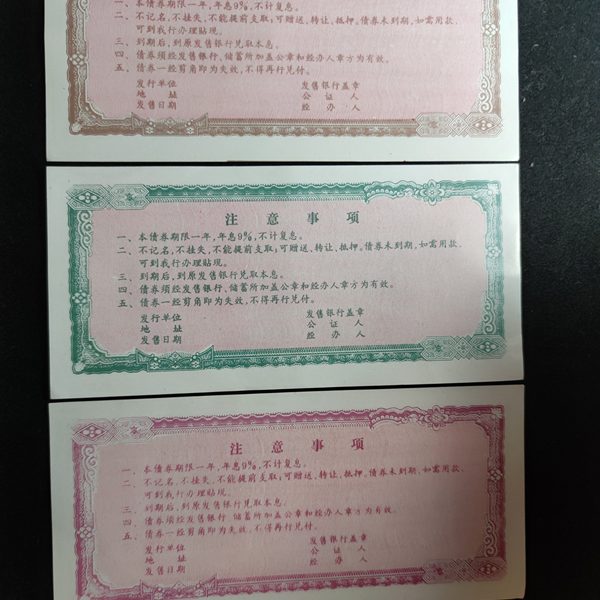 一、本债券期限一年，年息9%，不计复息。
二、不记名，不挂失，不能提前支取；可赠送、转让、抵押。债券未到期，如需用款，
可到我行办理贴现。
三、到期后，到原发售银行兑取本息。
四、债券须经发售银行、储蓄所加盖公章和经办人章方为有效。
五、债券一经剪角即为失效，不得再行兑付。
发行单位 发售银行盖章
地 址 公 证 人
发售日期 经 办 人
注意事项
一、本债券期限一年，年息9%，不计复息。
二、不记名，不挂失，不能提前支取；可赠送、转让、抵押。债券未到期，如需用款，
可到我行办理贴现。
三、到期后，到原发售银行兑取本息。
四、债券须经发售银行、储蓄所加盖公章和经办人章方为有效。
五、债券一经剪角即为失效，不得再行兑付。
发行单位 发售银行盖章
地 址 公 证 人
发售日期 经 办 人
注意事项
一、本债券期限一年，年息9%，不计复息。
二、不记名，不挂失，不能提前支取；可赠送、转让、抵押。债券未到期，如需用款，
可到我行办理贴现。
三、到期后，到原发售银行兑取本息。
四、债券须经发售银行、储蓄所加盖公章和经办人章方为有效。
五、债券一经剪角即为失效，不得再行兑付。
发行单位 发售银行盖章
地 址 公 证 人
发售日期 经 办 人